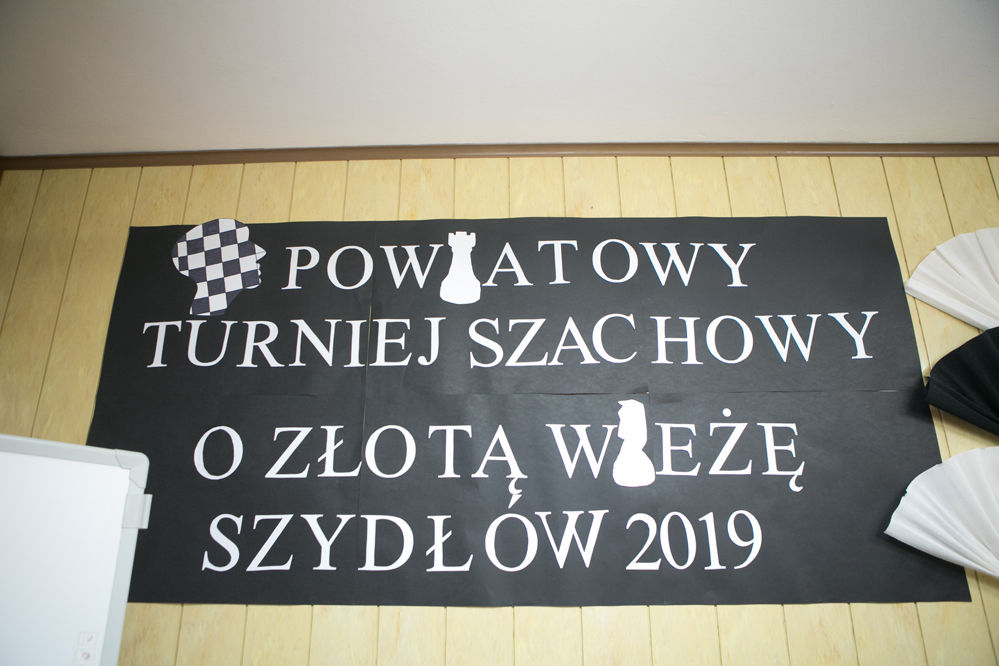 POWIATOWY
TURNIEJ SZACHOWY
O ZŁOTĄ WIEŻĘ
SZYDŁÓW 2019